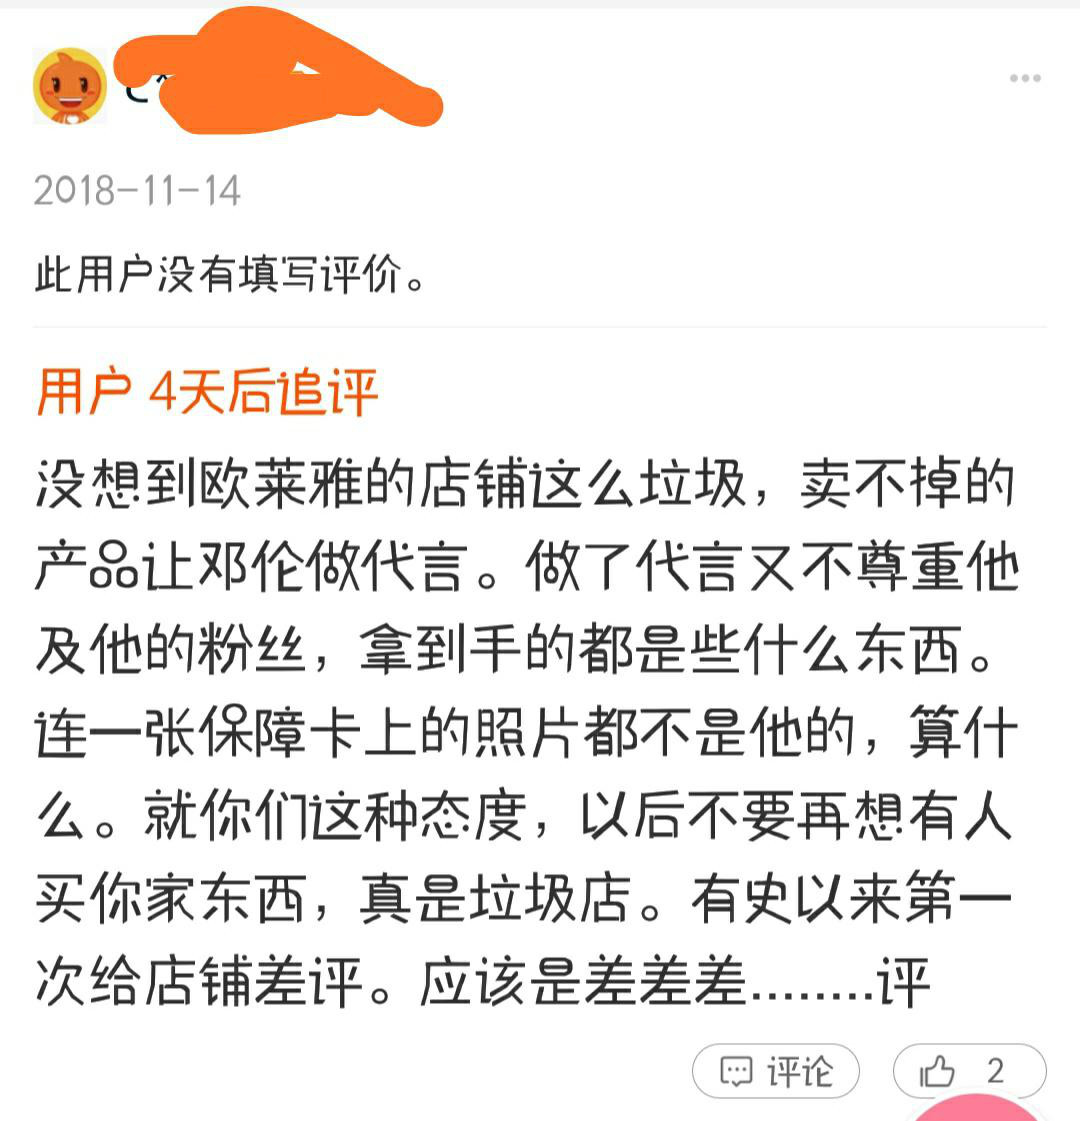 2018-11-14
此用户没有填写评价。
用户 4天后追评
没想到欧莱雅的店铺这么垃圾，卖不掉的
产品让邓伦做代言。做了代言又不尊重他
及他的粉丝，拿到手的都是些什么东西。
连一张保障卡上的照片都不是他的，算什
么。就你们这种态度，以后不要再想有人
买你家东西，真是垃圾店。有史以来第一
次给店铺差评。应该是差差差........评
评论
2